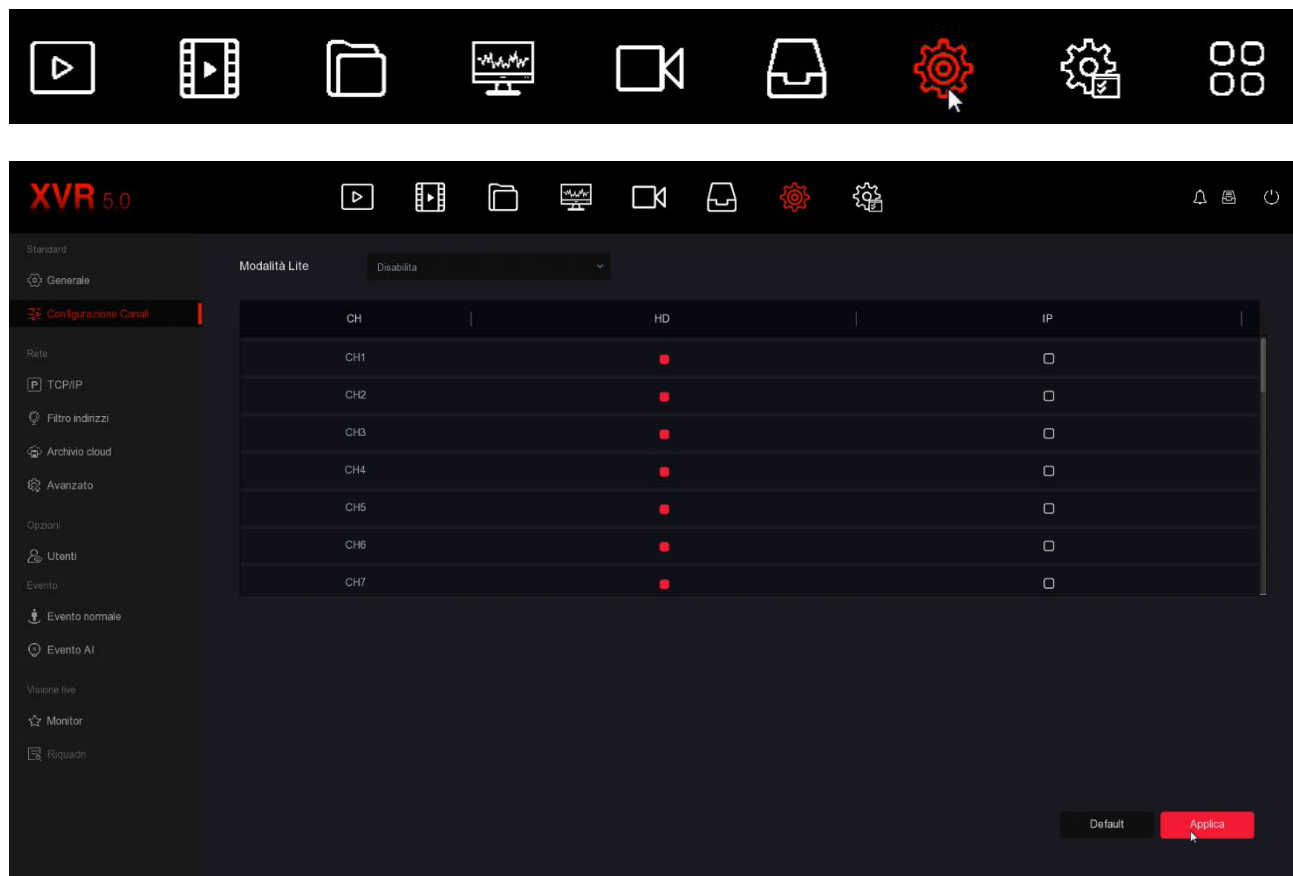 XVR 5.0
Standard
Generale
Configurazione Canali
Rete
P TCP/IP
Filtro indirizzi
Archivio cloud
Avanzato
Opzioni
Utenti
Evento
Evento normale
Evento AI
Visione live
Monitor
Riquadri
Modalità Lite Disabilita
CH HD IP
CH1
CH2
CH3
CH4
CH5
CH6
CH7
Default Applica